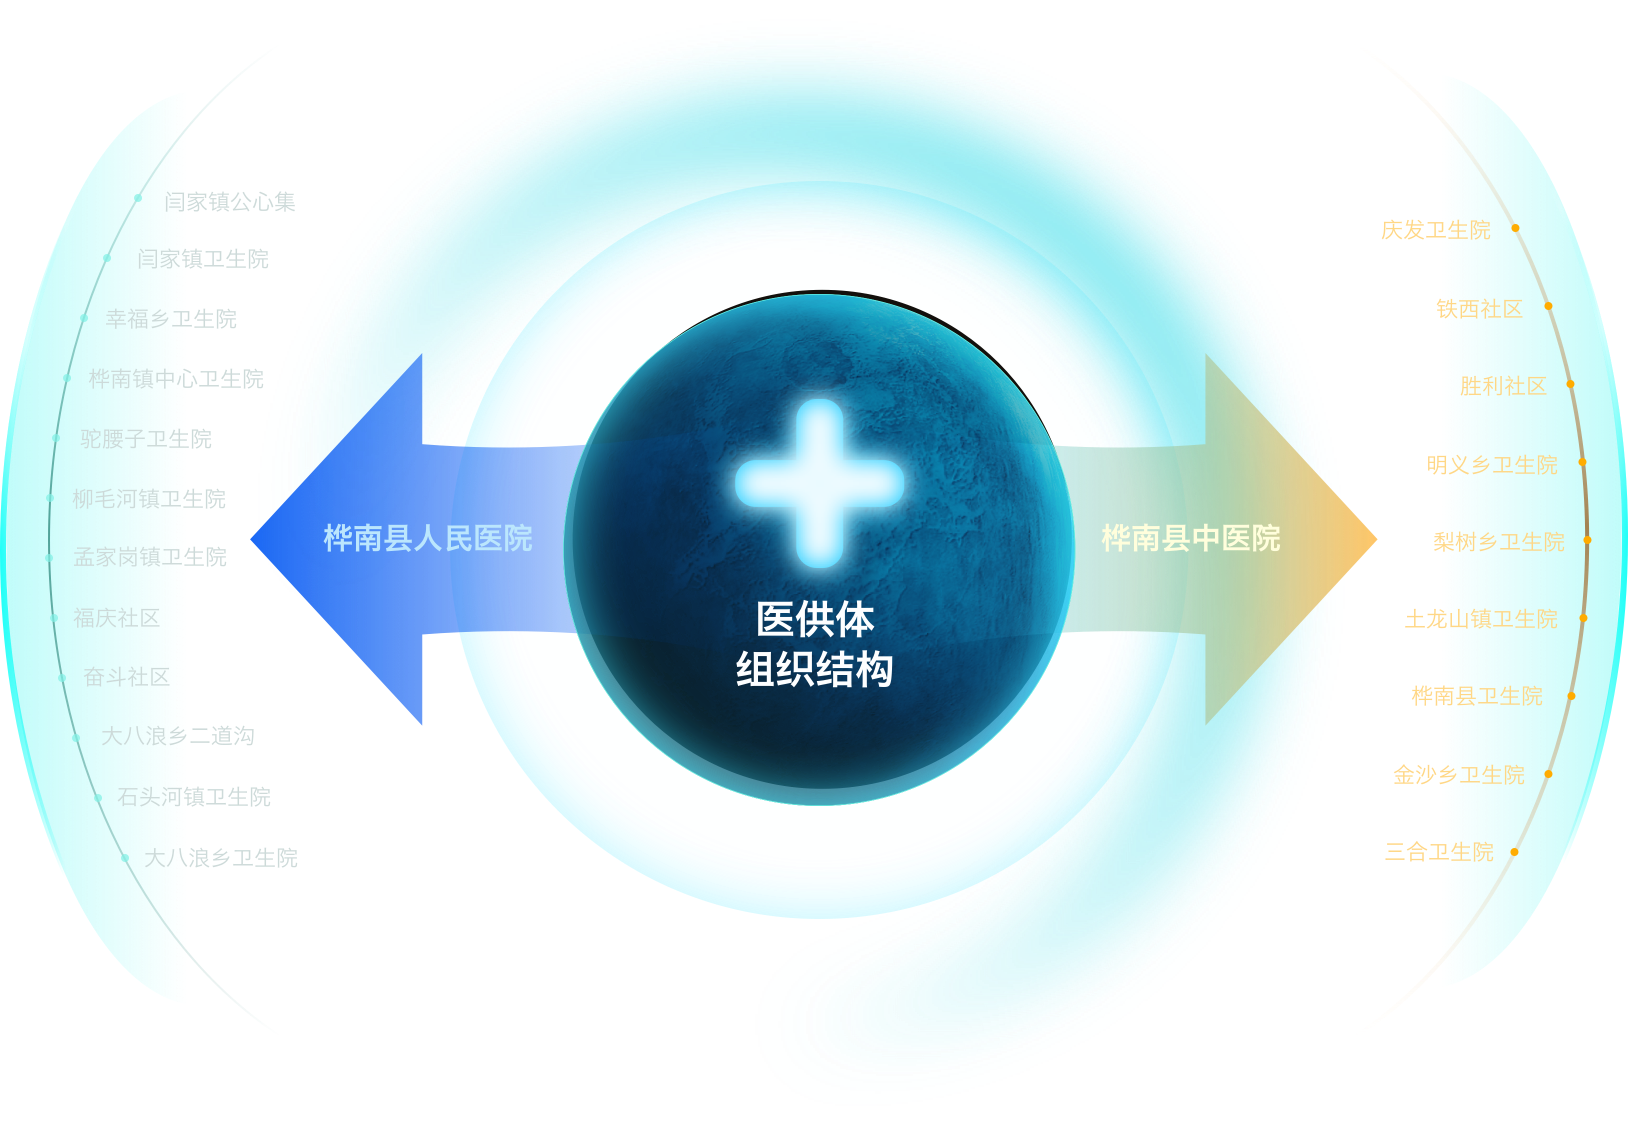 闫家镇公心集
闫家镇卫生院
幸福乡卫生院
桦南镇中心卫生院
驼腰子卫生院
柳毛河镇卫生院
孟家岗镇卫生院
福庆社区
奋斗社区
大八浪乡二道沟
石头河镇卫生院
大八浪乡卫生院
桦南县人民医院
医供体
组织结构
桦南县中医院
庆发卫生院
铁西社区
胜利社区
明义乡卫生院
梨树乡卫生院
土龙山镇卫生院
桦南县卫生院
金沙乡卫生院
三合卫生院